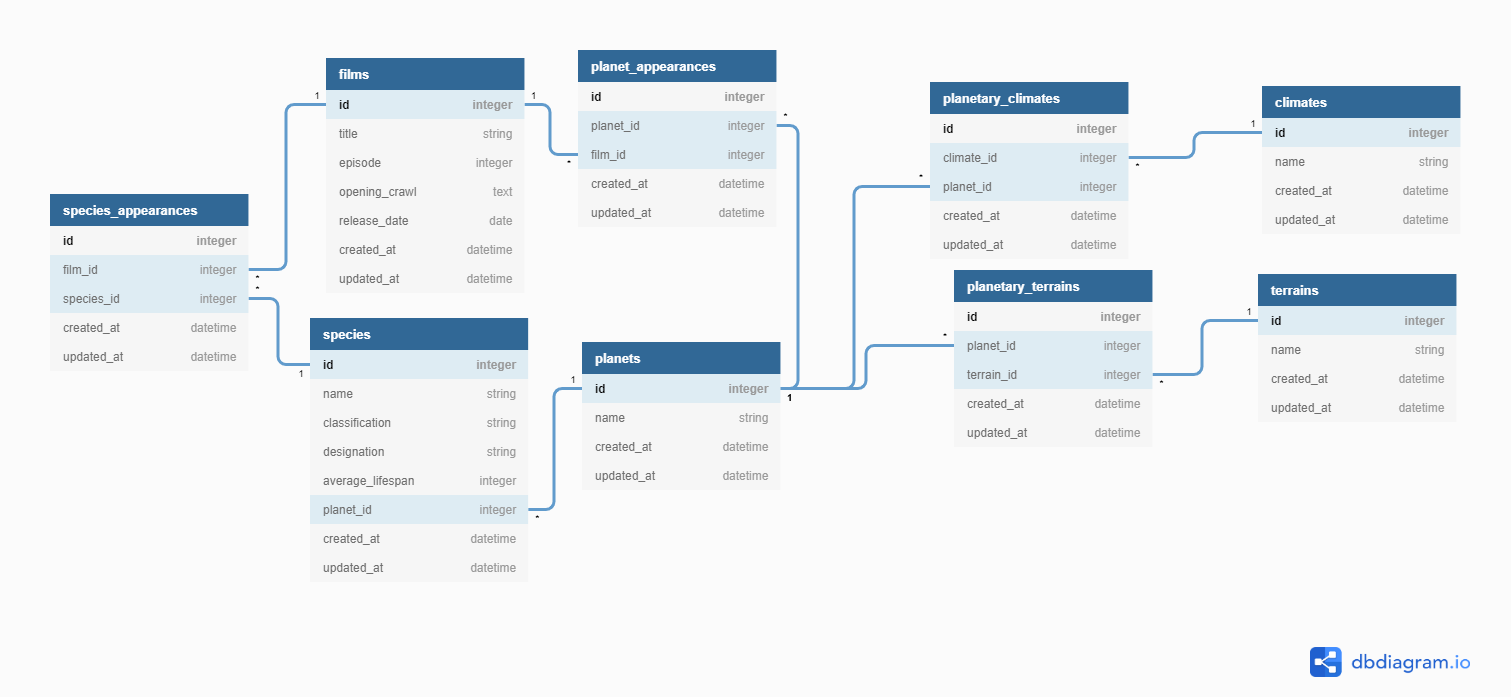 species_appearances
id integer
film_id integer
species_id integer
created_at datetime
updated_at datetime
1
*
*
1
films
id integer
title string
episode integer
opening_crawl text
release_date date
created_at datetime
updated_at datetime
1
*
species
id integer
name string
classification string
designation string
average_lifespan integer
planet_id integer
created_at datetime
updated_at datetime
1
*
planet_appearances
id integer
planet_id integer
film_id integer
created_at datetime
updated_at datetime
*
planets
id integer
name string
created_at datetime
updated_at datetime
1
*
*
planetary_climates
id integer
climate_id integer
planet_id integer
created_at datetime
updated_at datetime
1
*
planetary_terrains
id integer
planet_id integer
terrain_id integer
created_at datetime
updated_at datetime
1
*
climates
id integer
name string
created_at datetime
updated_at datetime
terrains
id integer
name string
created_at datetime
updated_at datetime
dbdiagram.io